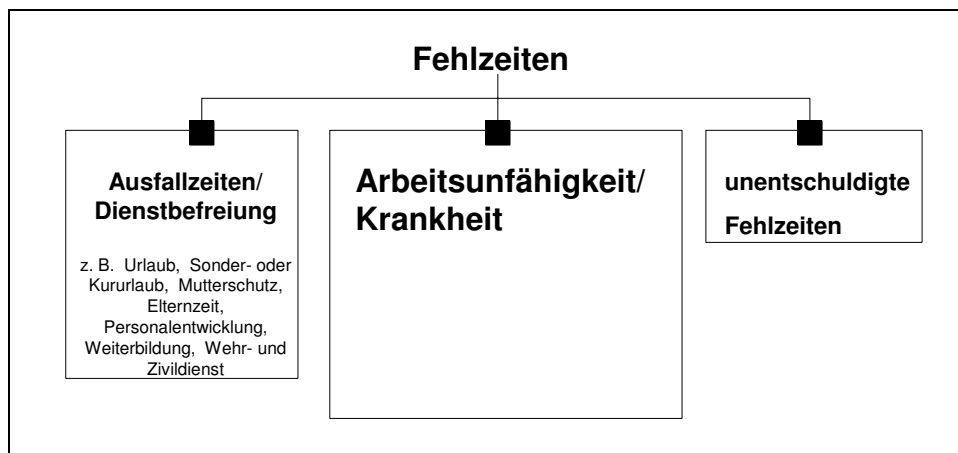 Fehlzeiten
Ausfallzeiten/
Dienstbefreiung
z. B. Urlaub, Sonder- oder
Kururlaub, Mutterschutz,
Elternzeit,
Personalentwicklung,
Weiterbildung, Wehr- und
Zivildienst
Arbeitsunfähigkeit/
Krankheit
unentschuldigte
Fehlzeiten